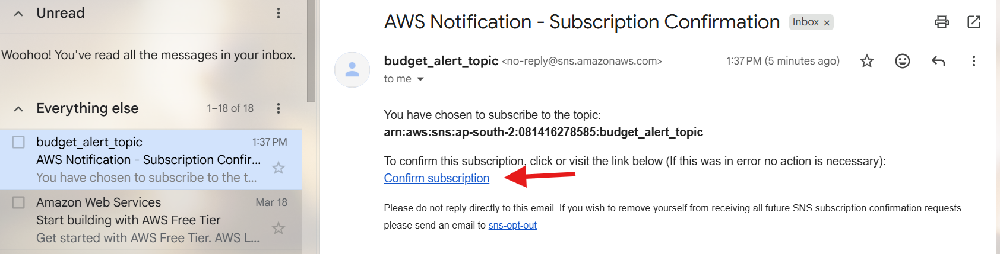 Unread
Woohoo! You've read all the messages in your inbox.
Everything else
1–18 of 18
budget_alert_topic
1:37 PM
AWS Notification - Subscription Confir...
You have chosen to subscribe to the t...
Amazon Web Services
Mar 18
Start building with AWS Free Tier
Get started with AWS Free Tier. AWS L...
AWS Notification - Subscription Confirmation
Inbox ×
budget_alert_topic <no-reply@sns.amazonaws.com>
1:37 PM (5 minutes ago)
to me
You have chosen to subscribe to the topic:
arn:aws:sns:ap-south-2:081416278585:budget_alert_topic
To confirm this subscription, click or visit the link below (If this was in error no action is necessary):
Confirm subscription
Please do not reply directly to this email. If you wish to remove yourself from receiving all future SNS subscription confirmation requests
please send an email to sns-opt-out